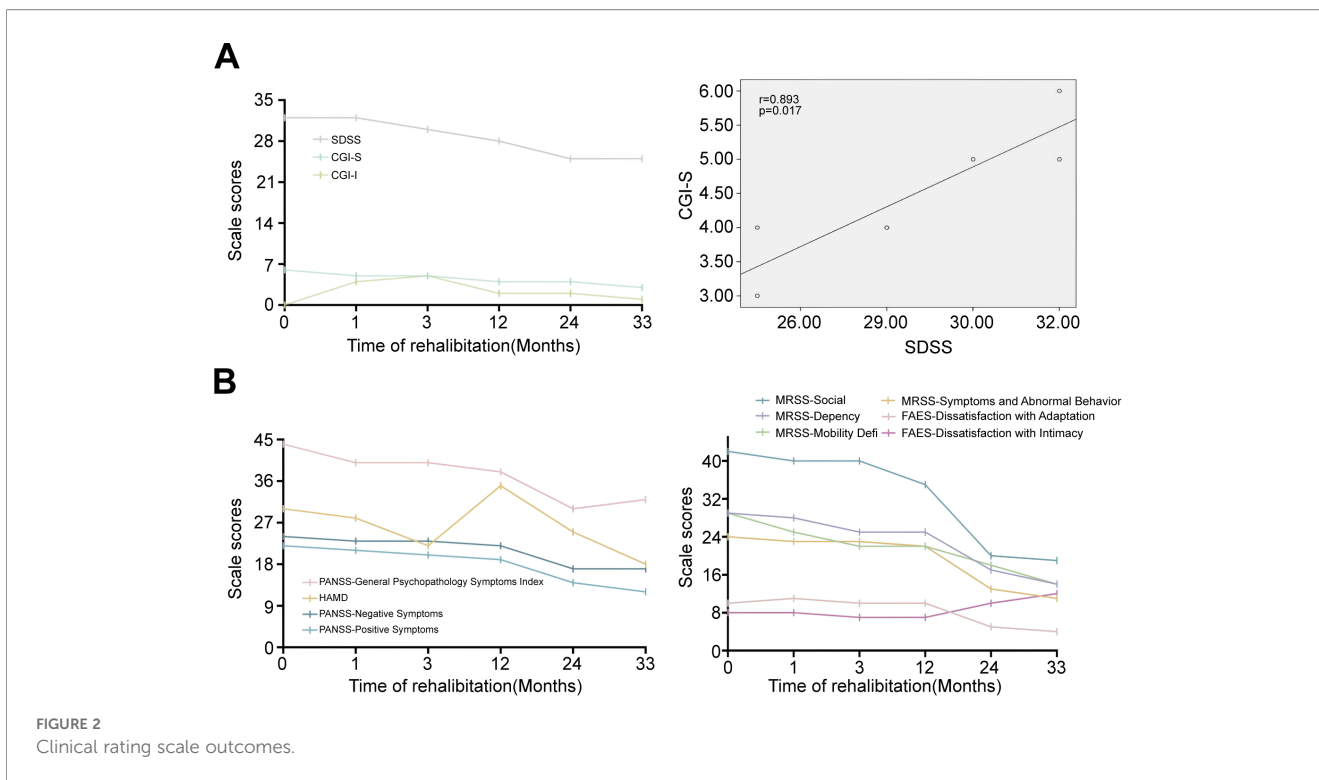 A
35
28
21
14
7
0
Scale scores
SDSS
CGI-S
CGI-I
0 1 3 12 24 33
Time of rehalibitation(Months)
r=0.893
p=0.017
6.00
5.50
5.00
4.50
4.00
3.50
3.00
CGI-S
26.00 29.00 30.00 32.00
SDSS
B
45
36
27
18
9
0
Scale scores
PANSS-General Psychopathology Symptoms Index
HAMD
PANSS-Negative Symptoms
PANSS-Positive Symptoms
0 1 3 12 24 33
Time of rehalibitation(Months)
MRSS-Social MRSS-Symptoms and Abnormal Behavior
MRSS-Depency FAES-Dissatisfaction with Adaptation
MRSS-Mobility Defi FAES-Dissatisfaction with Intimacy
40
32
24
16
8
0
Scale scores
0 1 3 12 24 33
Time of rehalibitation(Months)
FIGURE 2
Clinical rating scale outcomes.